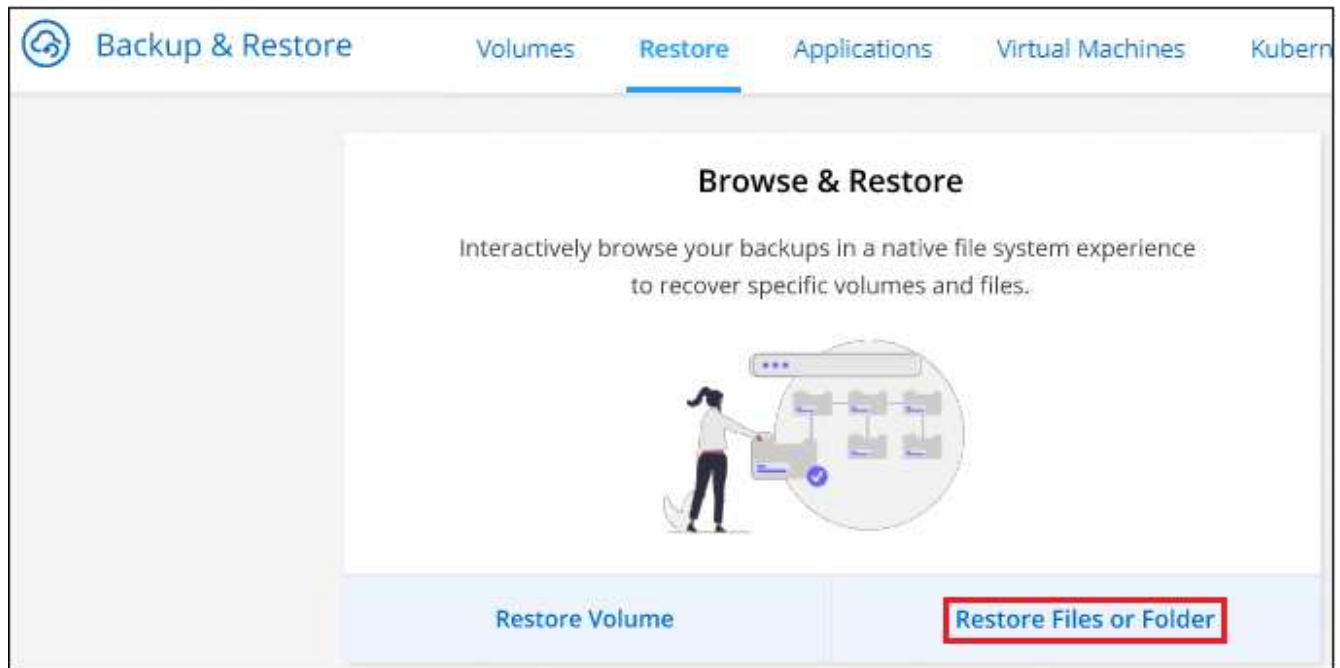 Backup & Restore Volumes Restore Applications Virtual Machines Kubern
Browse & Restore
Interactively browse your backups in a native file system experience
to recover specific volumes and files.
Restore Volume Restore Files or Folder